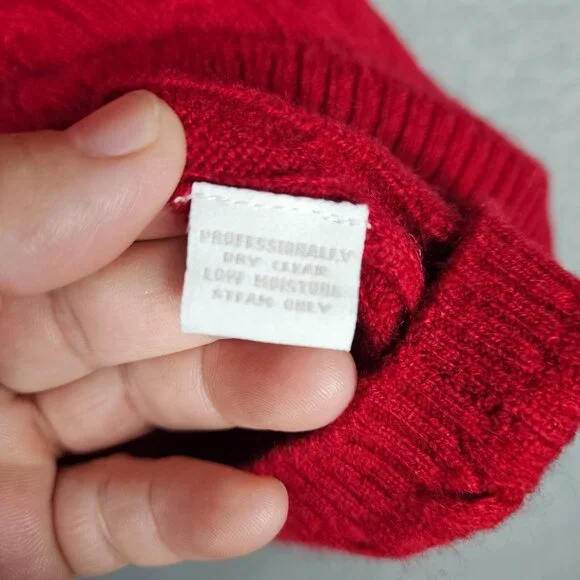 PROFESSIONALLY
DRY CLEAN
LOW MOISTURE
STEAM ONLY